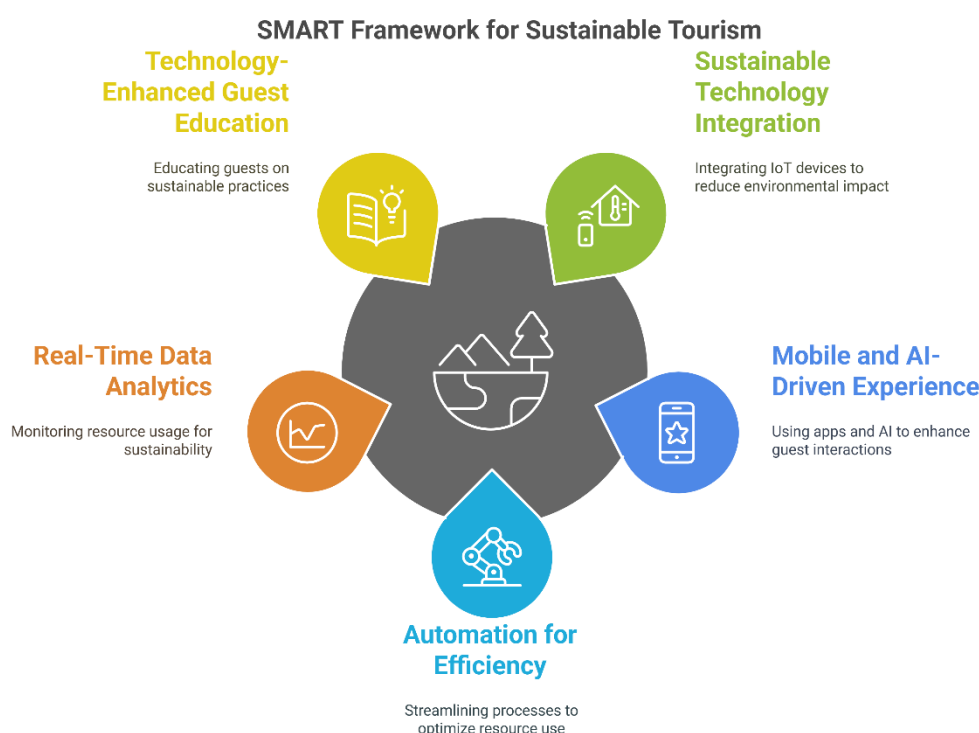 SMART Framework for Sustainable Tourism
Technology-
Enhanced Guest
Education
Educating guests on
sustainable practices
Sustainable
Technology
Integration
Integrating IoT devices to
reduce environmental impact
Real-Time Data
Analytics
Monitoring resource usage for
sustainability
Mobile and AI-
Driven Experience
Using apps and AI to enhance
guest interactions
Automation for
Efficiency
Streamlining processes to
optimize resource use